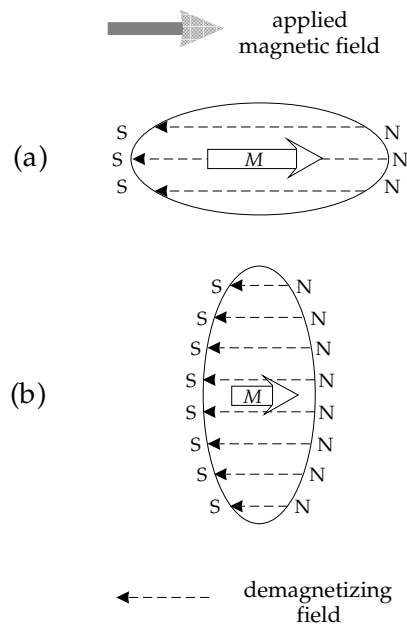 applied
magnetic field
(a)
S N
S M N
S N
(b)
S N
S N
S N
S N
M
S N
S N
S N
S N
demagnetizing
field